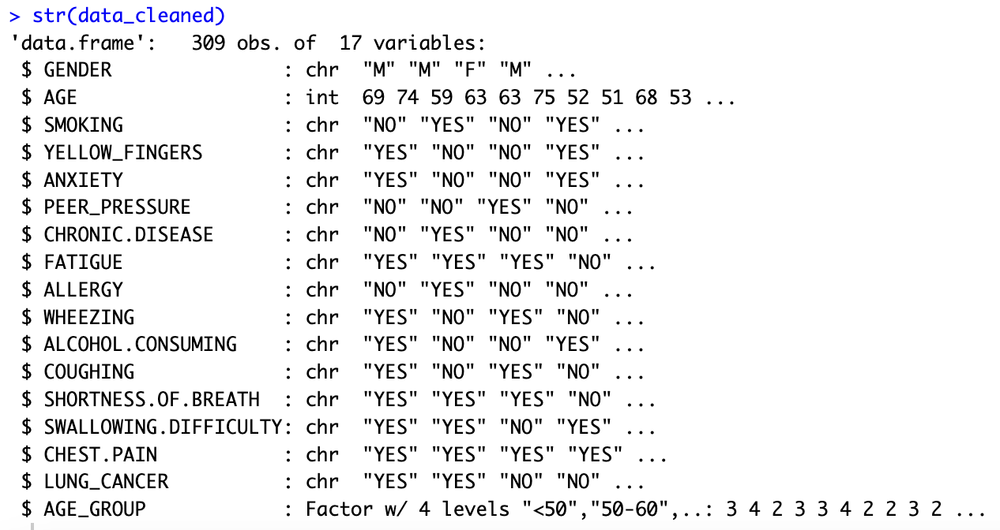 > str(data_cleaned)
'data.frame':   309 obs. of  17 variables:
 $ GENDER               : chr  "M" "M" "F" "M" ...
 $ AGE                  : int  69 74 59 63 63 75 52 51 68 53 ...
 $ SMOKING              : chr  "NO" "YES" "NO" "YES" ...
 $ YELLOW_FINGERS       : chr  "YES" "NO" "NO" "YES" ...
 $ ANXIETY              : chr  "YES" "NO" "NO" "YES" ...
 $ PEER_PRESSURE        : chr  "NO" "NO" "YES" "NO" ...
 $ CHRONIC.DISEASE      : chr  "NO" "YES" "NO" "NO" ...
 $ FATIGUE              : chr  "YES" "YES" "YES" "NO" ...
 $ ALLERGY              : chr  "NO" "YES" "NO" "NO" ...
 $ WHEEZING             : chr  "YES" "NO" "YES" "NO" ...
 $ ALCOHOL.CONSUMING    : chr  "YES" "NO" "NO" "YES" ...
 $ COUGHING             : chr  "YES" "NO" "YES" "NO" ...
 $ SHORTNESS.OF.BREATH  : chr  "YES" "YES" "YES" "NO" ...
 $ SWALLOWING.DIFFICULTY: chr  "YES" "YES" "NO" "YES" ...
 $ CHEST.PAIN           : chr  "YES" "YES" "YES" "YES" ...
 $ LUNG_CANCER          : chr  "YES" "YES" "NO" "NO" ...
 $ AGE_GROUP            : Factor w/ 4 levels "<50","50-60",..: 3 4 2 3 3 4 2 2 3 2 ...